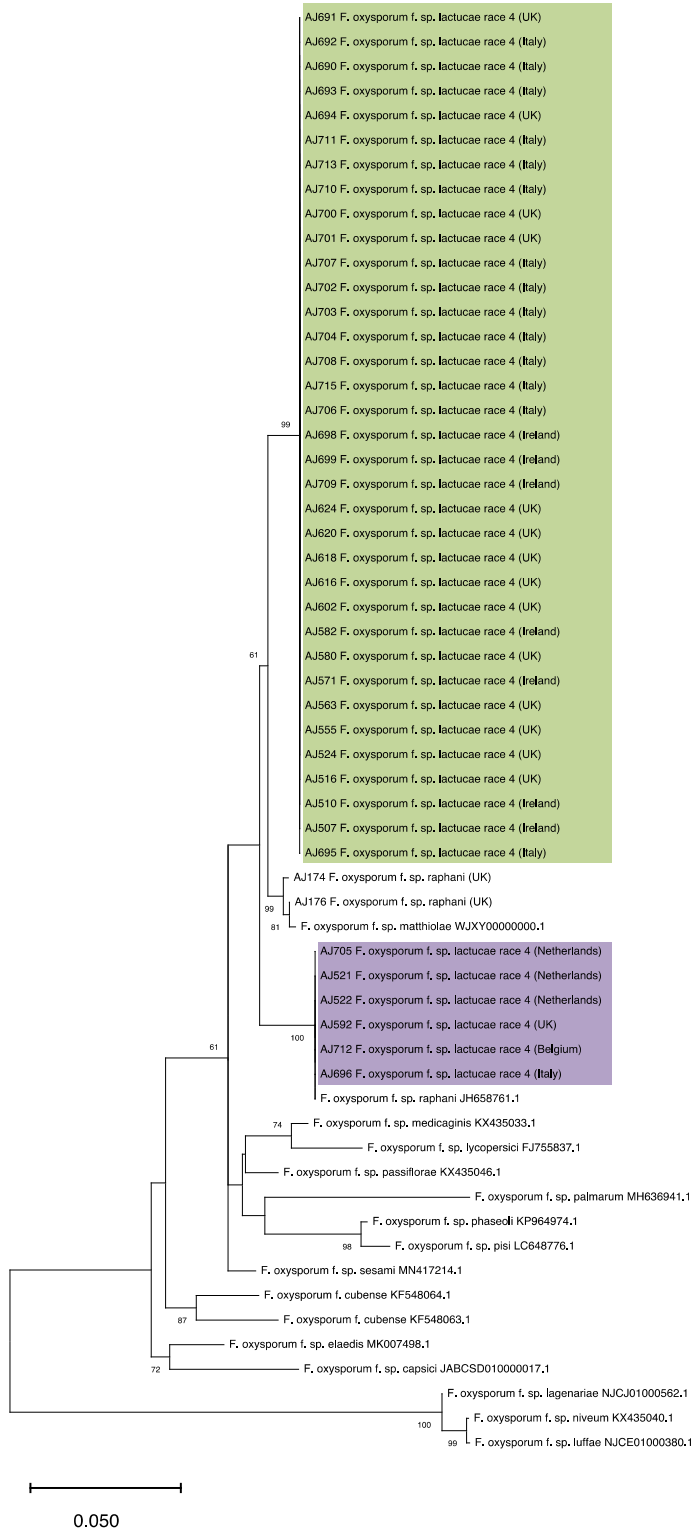 AJ691 F. oxysporum f. sp. lactucae race 4 (UK)
AJ692 F. oxysporum f. sp. lactucae race 4 (Italy)
AJ690 F. oxysporum f. sp. lactucae race 4 (Italy)
AJ693 F. oxysporum f. sp. lactucae race 4 (Italy)
AJ694 F. oxysporum f. sp. lactucae race 4 (UK)
AJ711 F. oxysporum f. sp. lactucae race 4 (Italy)
AJ713 F. oxysporum f. sp. lactucae race 4 (Italy)
AJ710 F. oxysporum f. sp. lactucae race 4 (Italy)
AJ700 F. oxysporum f. sp. lactucae race 4 (UK)
AJ701 F. oxysporum f. sp. lactucae race 4 (UK)
AJ707 F. oxysporum f. sp. lactucae race 4 (Italy)
AJ702 F. oxysporum f. sp. lactucae race 4 (Italy)
AJ703 F. oxysporum f. sp. lactucae race 4 (Italy)
AJ704 F. oxysporum f. sp. lactucae race 4 (Italy)
AJ708 F. oxysporum f. sp. lactucae race 4 (Italy)
AJ715 F. oxysporum f. sp. lactucae race 4 (Italy)
AJ706 F. oxysporum f. sp. lactucae race 4 (Italy)
99
AJ698 F. oxysporum f. sp. lactucae race 4 (Ireland)
AJ699 F. oxysporum f. sp. lactucae race 4 (Ireland)
AJ709 F. oxysporum f. sp. lactucae race 4 (Ireland)
AJ624 F. oxysporum f. sp. lactucae race 4 (UK)
AJ620 F. oxysporum f. sp. lactucae race 4 (UK)
AJ618 F. oxysporum f. sp. lactucae race 4 (UK)
AJ616 F. oxysporum f. sp. lactucae race 4 (UK)
AJ602 F. oxysporum f. sp. lactucae race 4 (UK)
AJ582 F. oxysporum f. sp. lactucae race 4 (Ireland)
61
AJ580 F. oxysporum f. sp. lactucae race 4 (UK)
AJ571 F. oxysporum f. sp. lactucae race 4 (Ireland)
AJ563 F. oxysporum f. sp. lactucae race 4 (UK)
AJ555 F. oxysporum f. sp. lactucae race 4 (UK)
AJ524 F. oxysporum f. sp. lactucae race 4 (UK)
AJ516 F. oxysporum f. sp. lactucae race 4 (UK)
AJ510 F. oxysporum f. sp. lactucae race 4 (Ireland)
AJ507 F. oxysporum f. sp. lactucae race 4 (Ireland)
AJ695 F. oxysporum f. sp. lactucae race 4 (Italy)
AJ174 F. oxysporum f. sp. raphani (UK)
AJ176 F. oxysporum f. sp. raphani (UK)
99
81
F. oxysporum f. sp. matthiolae WJXY00000000.1
AJ705 F. oxysporum f. sp. lactucae race 4 (Netherlands)
AJ521 F. oxysporum f. sp. lactucae race 4 (Netherlands)
AJ522 F. oxysporum f. sp. lactucae race 4 (Netherlands)
AJ592 F. oxysporum f. sp. lactucae race 4 (UK)
100
AJ712 F. oxysporum f. sp. lactucae race 4 (Belgium)
61
AJ696 F. oxysporum f. sp. lactucae race 4 (Italy)
F. oxysporum f. sp. raphani JH658761.1
74
F. oxysporum f. sp. medicaginis KX435033.1
F. oxysporum f. sp. lycopersici FJ755837.1
F. oxysporum f. sp. passiflorae KX435046.1
F. oxysporum f. sp. palmarum MH636941.1
F. oxysporum f. sp. phaseoli KP964974.1
98
F. oxysporum f. sp. pisi LC648776.1
F. oxysporum f. sp. sesami MN417214.1
F. oxysporum f. cubense KF548064.1
87
F. oxysporum f. cubense KF548063.1
F. oxysporum f. sp. elaedis MK007498.1
72
F. oxysporum f. sp. capsici JABCSD010000017.1
F. oxysporum f. sp. lagenariae NJCJ01000562.1
100
F. oxysporum f. sp. niveum KX435040.1
99
F. oxysporum f. sp. luffae NJCE01000380.1
0.050